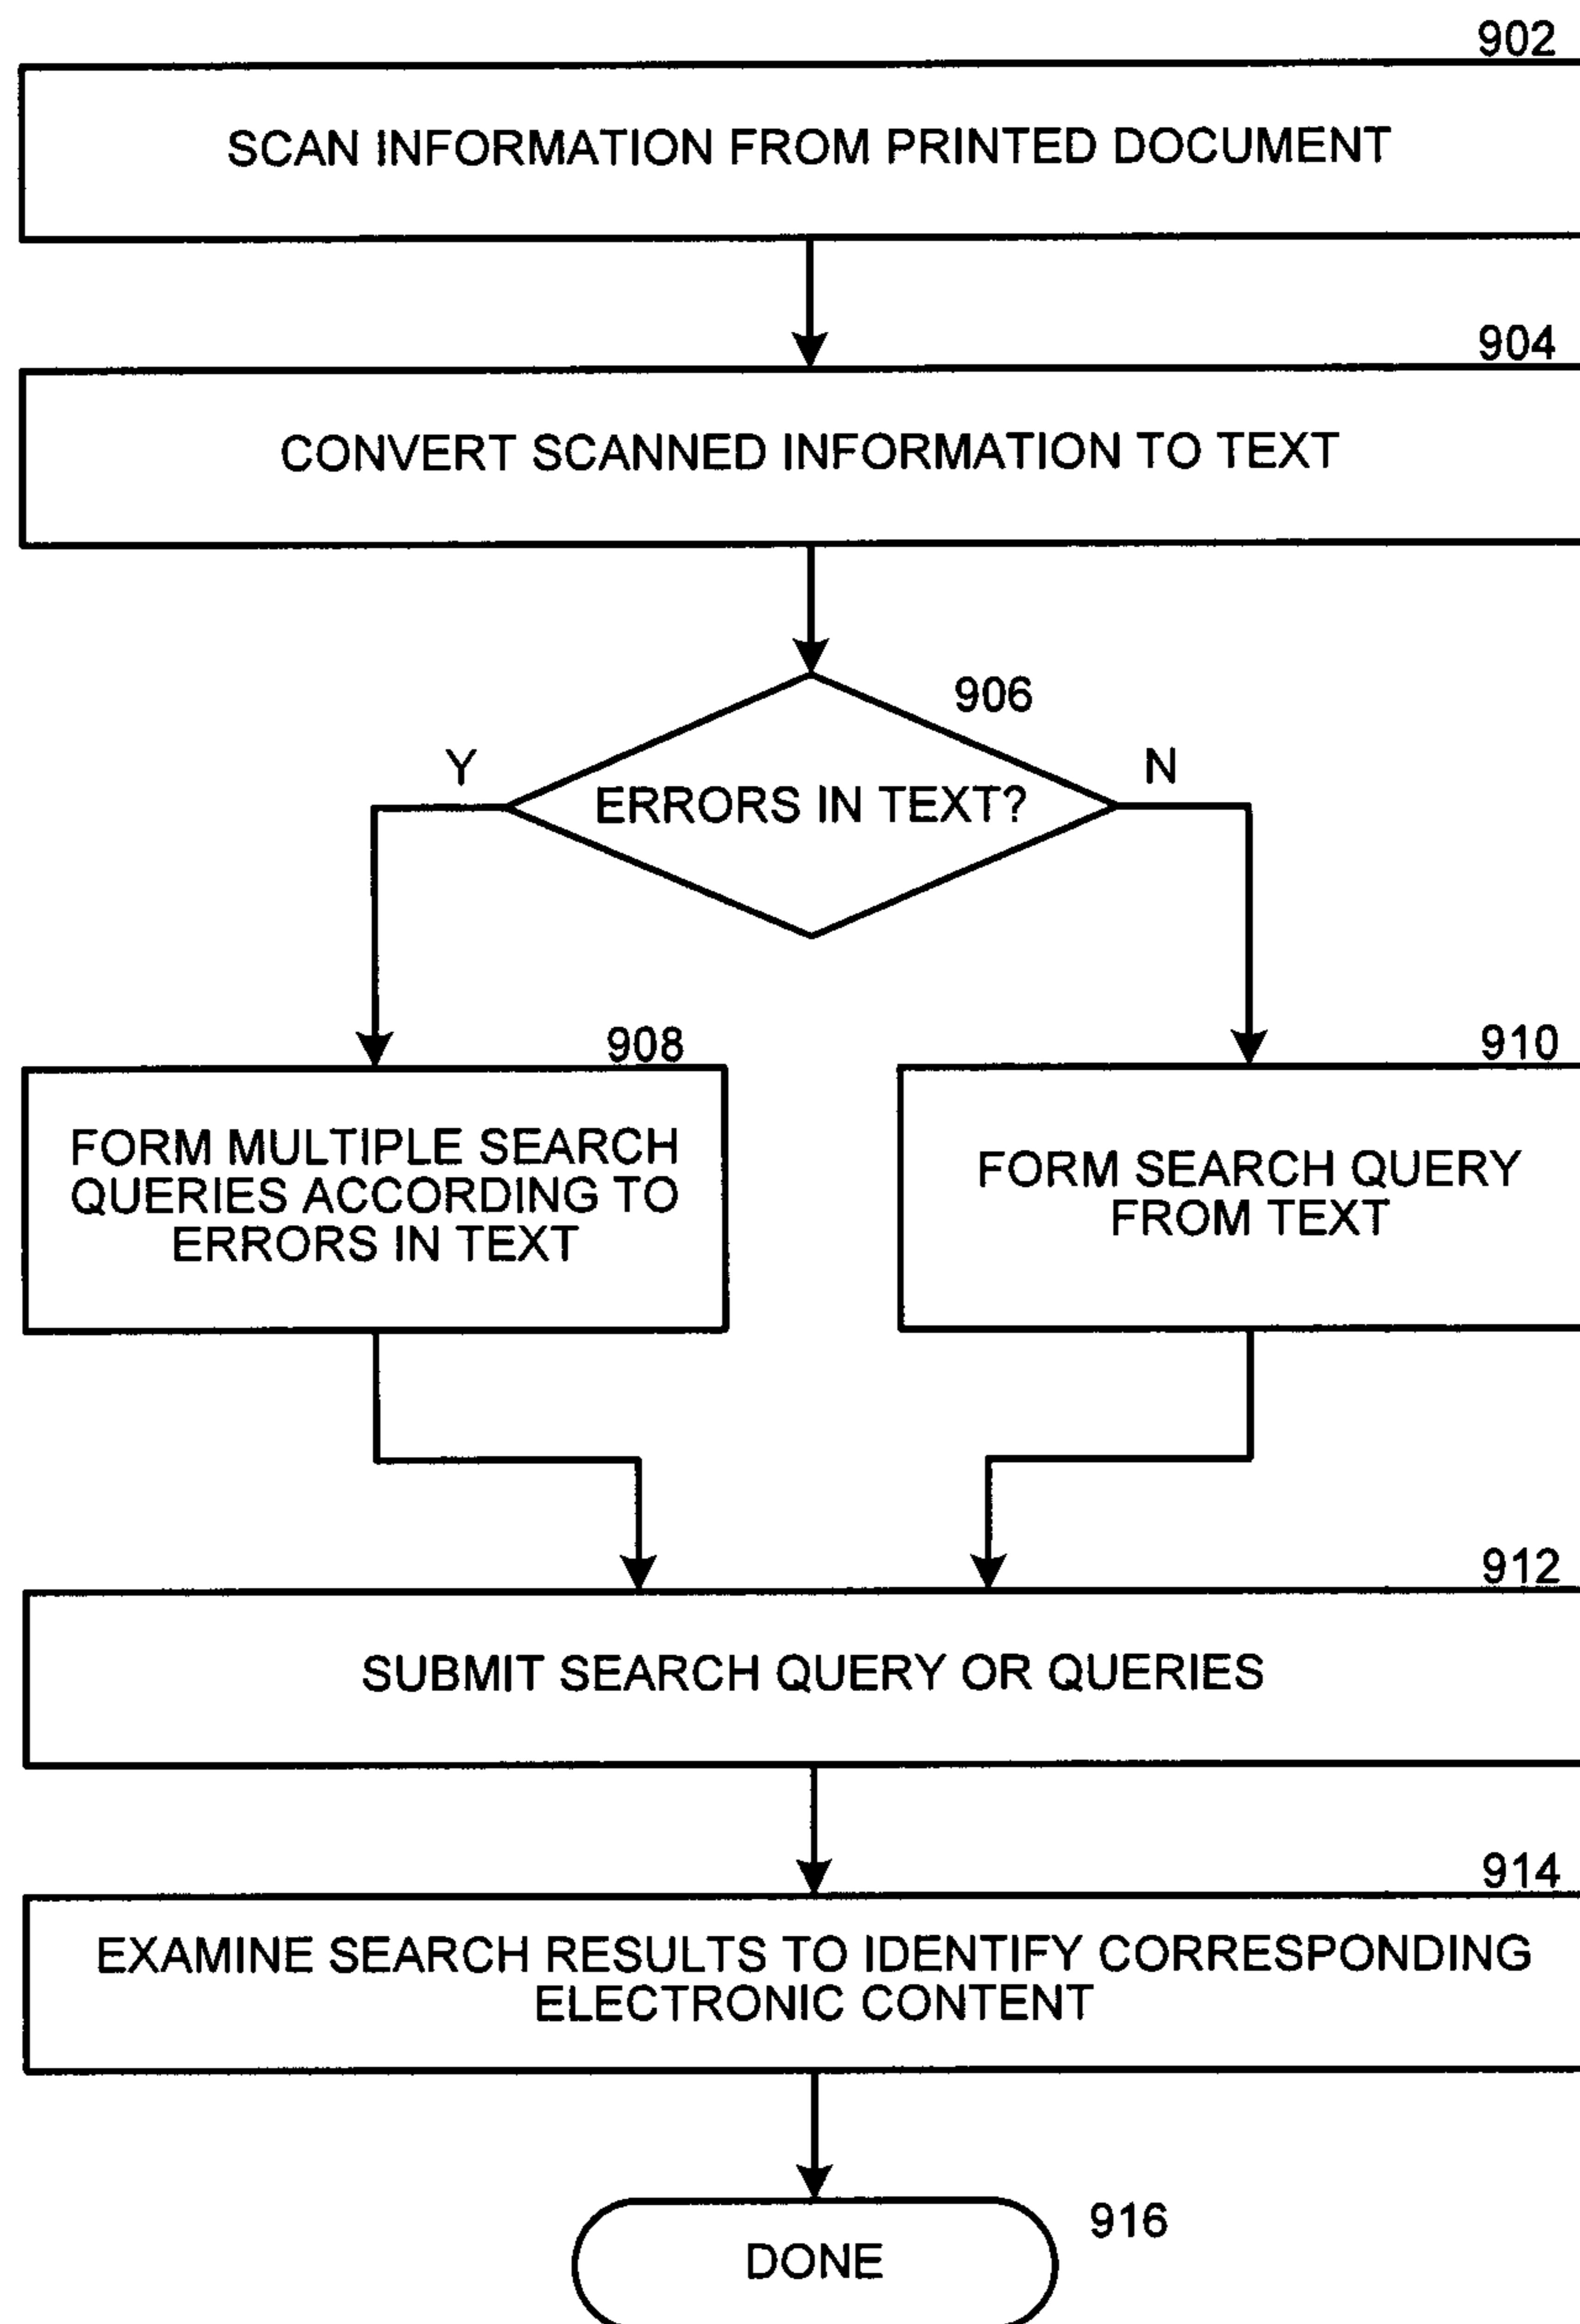 902
SCAN INFORMATION FROM PRINTED DOCUMENT
904
CONVERT SCANNED INFORMATION TO TEXT
906
Y
N
ERRORS IN TEXT?
908
FORM MULTIPLE SEARCH
QUERIES ACCORDING TO
ERRORS IN TEXT
910
FORM SEARCH QUERY
FROM TEXT
912
SUBMIT SEARCH QUERY OR QUERIES
914
EXAMINE SEARCH RESULTS TO IDENTIFY CORRESPONDING
ELECTRONIC CONTENT
916
DONE